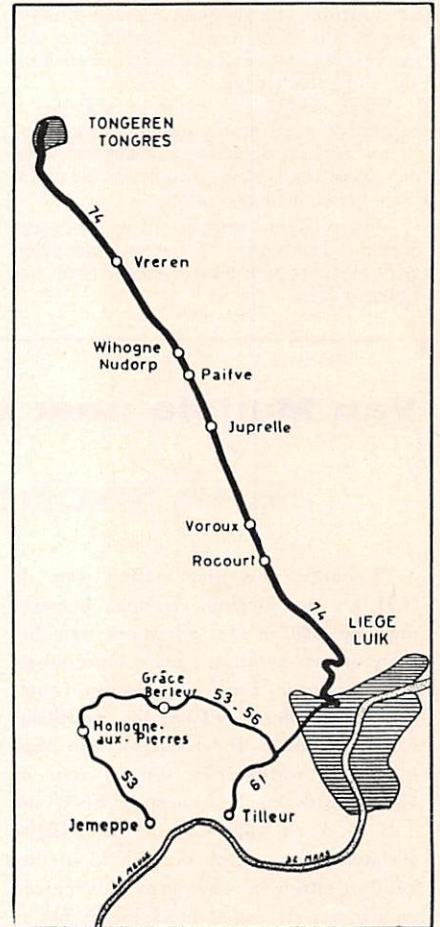 TONGEREN
TONGRES
74
Vreren
Wihogne
Nudorp
Paifve
Juprelle
Voroux
Rocourt
74
LIEGE
LUIK
Grâce
Berleur
53-56
Hollogne-
aux-Pierres
53
61
Jemeppe
Tilleur
LA MEUSE
DE MAAS